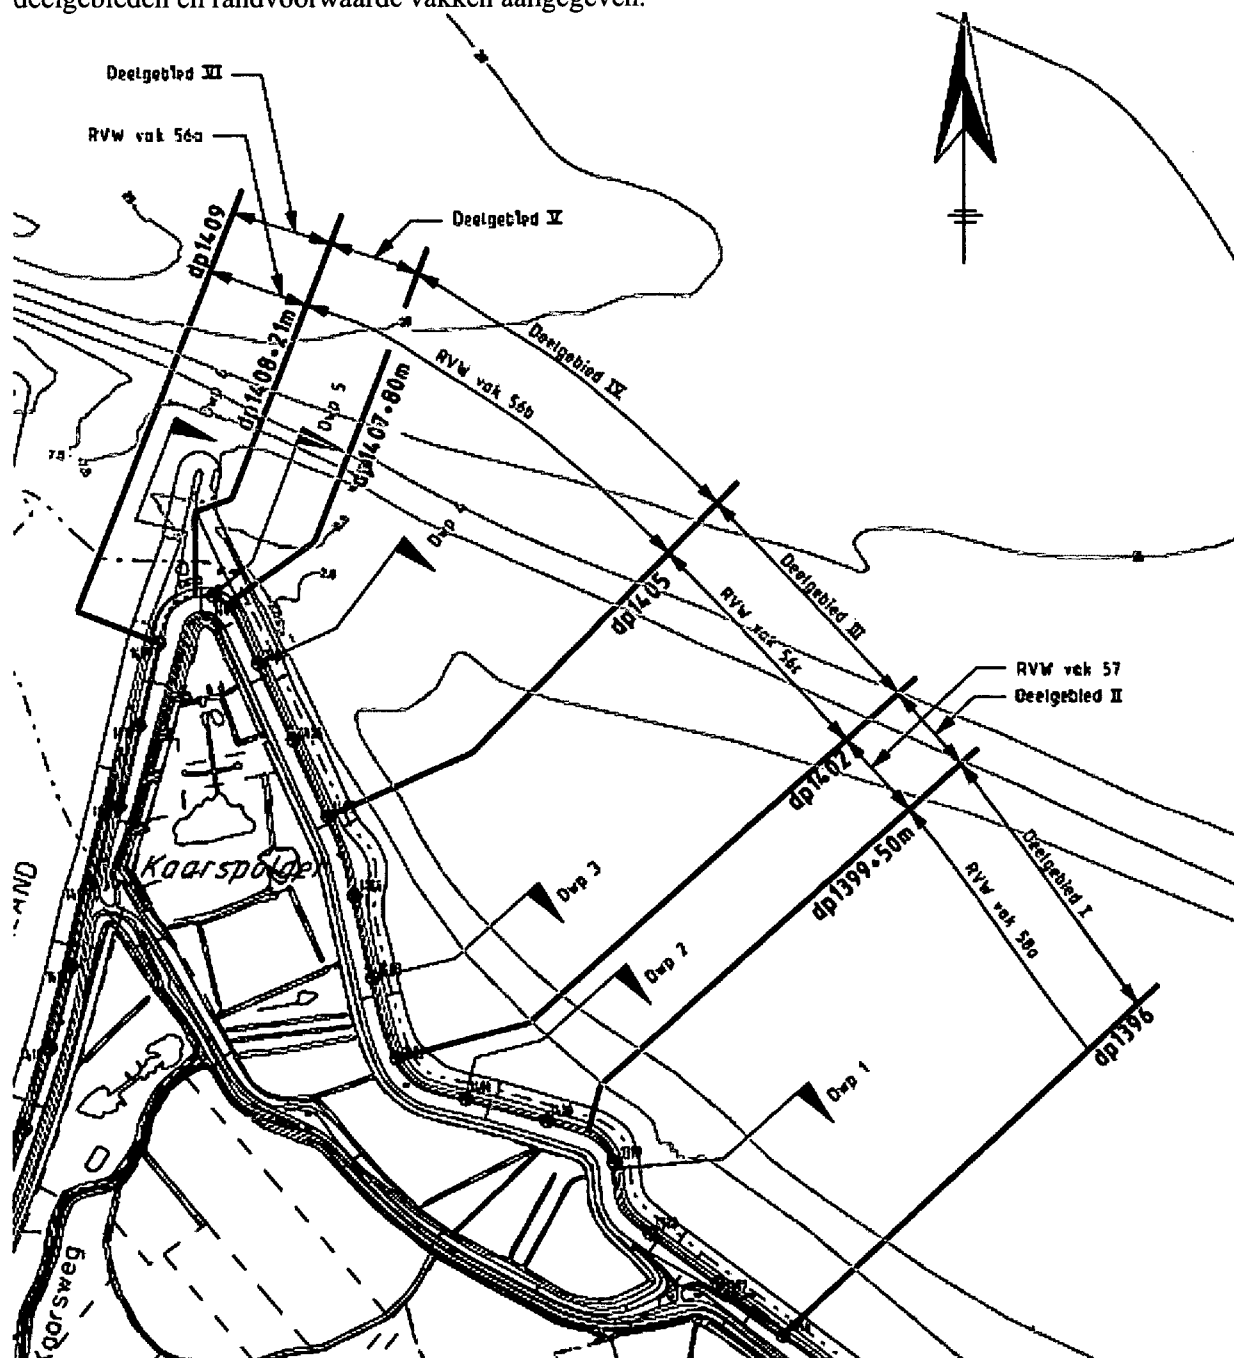 deelgebieden en randvoorwaarde vakken aangegeven.
Deelgebied VI
RVW vak 56a
Deelgebied V
dp1409
dp1408+21m
dp1407+80m
Deelgebied IV
RVW vak 56b
Dwp 5
Dwp
Dwp
dp1405
Deelgebied III
RVW vak 56c
RVW vak 57
Deelgebied II
dp1402
dp1399+50m
Deelgebied I
RVW vak 58a
dp1396
Kaarspolder
Dwp 3
Dwp 2
Dwp 1
LAND
Kaarsweg